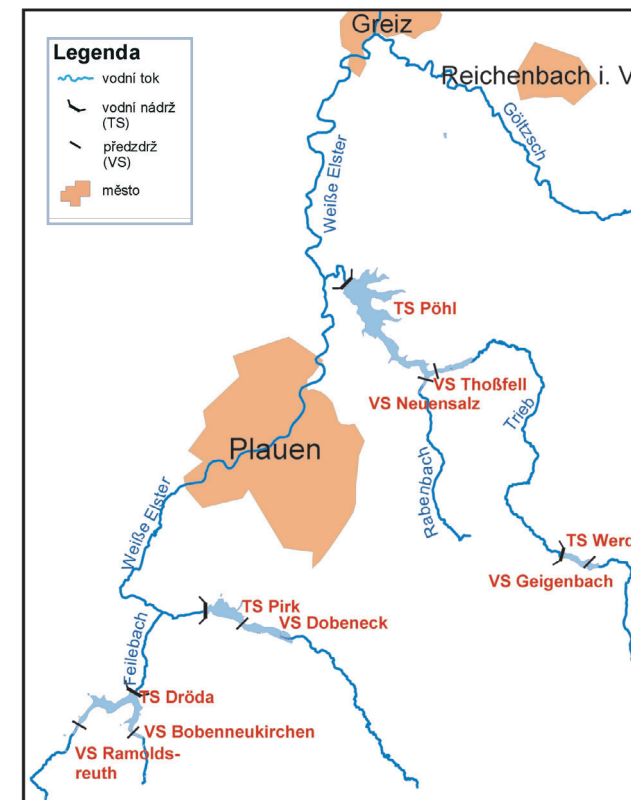 Legenda
vodní tok
vodní nádrž
(TS)
předzdrž
(VS)
město
Greiz
Reichenbach i. V
Göltzsch
Weiße Elster
TS Pöhl
VS Thoßfell
VS Neuensalz
Trieb
Rabenbach
Plauen
Weiße Elster
TS Werd
VS Geigenbach
TS Pirk
VS Dobeneck
Feilebach
TS Dröda
VS Bobenneukirchen
VS Ramolds-
reuth